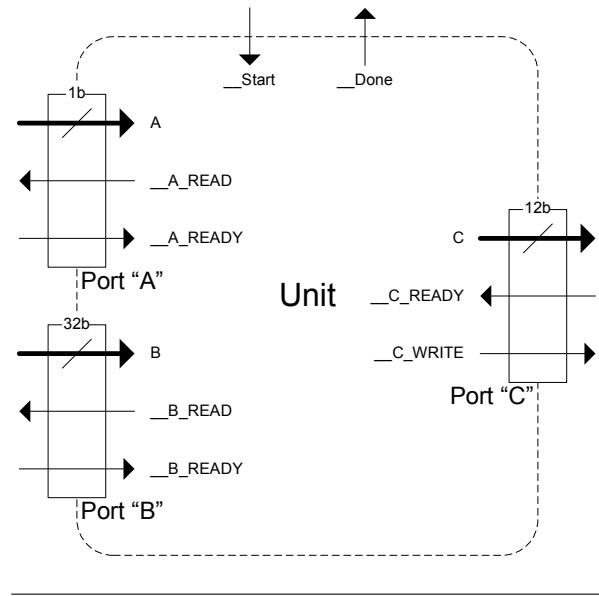 __Start
__Done
1b
A
__A_READ
__A_READY
Port “A”
32b
B
__B_READ
__B_READY
Port “B”
Unit
12b
C
__C_READY
__C_WRITE
Port “C”